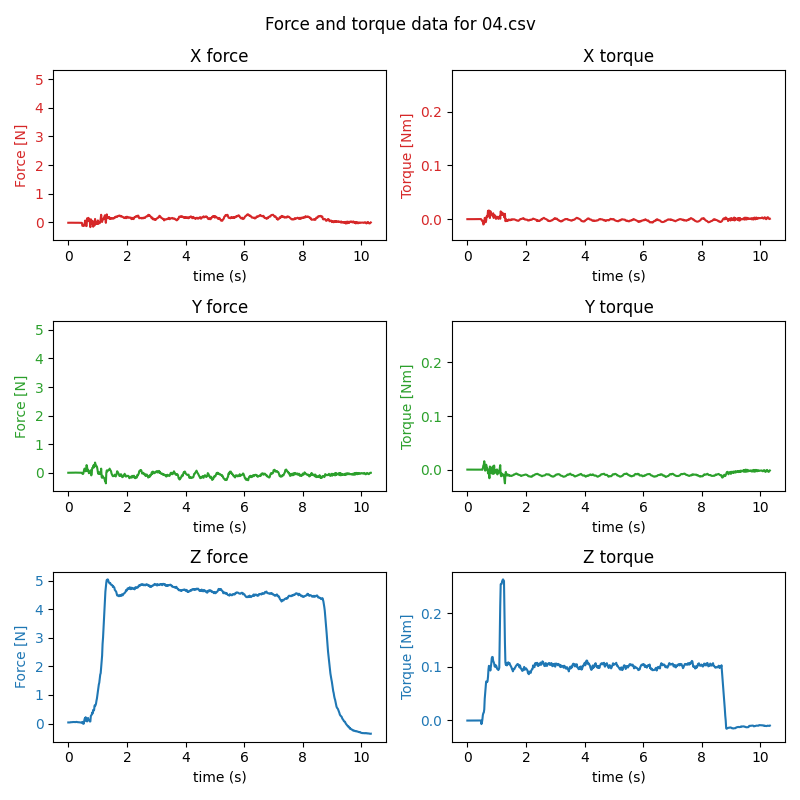 Force and torque data for 04.csv
X force
Force [N]
5
4
3
2
1
0
0 2 4 6 8 10
time (s)
X torque
Torque [Nm]
0.2
0.1
0.0
0 2 4 6 8 10
time (s)
Y force
Force [N]
5
4
3
2
1
0
0 2 4 6 8 10
time (s)
Y torque
Torque [Nm]
0.2
0.1
0.0
0 2 4 6 8 10
time (s)
Z force
Force [N]
5
4
3
2
1
0
0 2 4 6 8 10
time (s)
Z torque
Torque [Nm]
0.2
0.1
0.0
0 2 4 6 8 10
time (s)